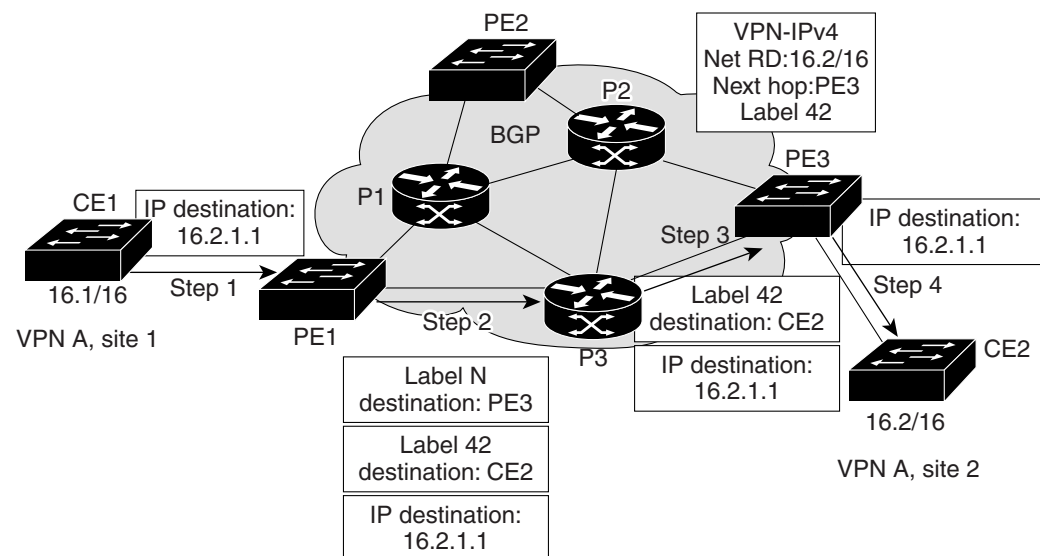 PE2
VPN-IPv4
Net RD:16.2/16
Next hop:PE3
Label 42
P2
BGP
PE3
P1
CE1
IP destination:
16.2.1.1
Step 3
IP destination:
16.2.1.1
Step 1
16.1/16
VPN A, site 1
PE1
Step 2
P3
Label 42
destination: CE2
IP destination:
16.2.1.1
Step 4
CE2
16.2/16
VPN A, site 2
Label N
destination: PE3
Label 42
destination: CE2
IP destination:
16.2.1.1